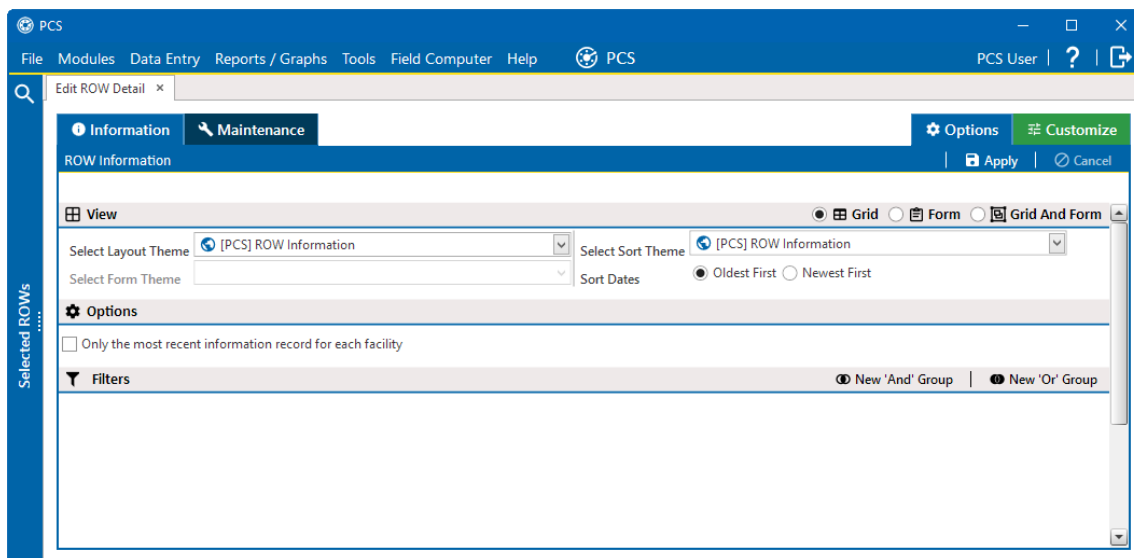 PCS
File Modules Data Entry Reports / Graphs Tools Field Computer Help PCS PCS User ?
Edit ROW Detail ×
Information Maintenance Options Customize
ROW Information Apply Cancel
View Grid Form Grid And Form
Select Layout Theme [PCS] ROW Information Select Sort Theme [PCS] ROW Information
Select Form Theme Sort Dates Oldest First Newest First
Options
Only the most recent information record for each facility
Filters New 'And' Group New 'Or' Group
Selected ROWs